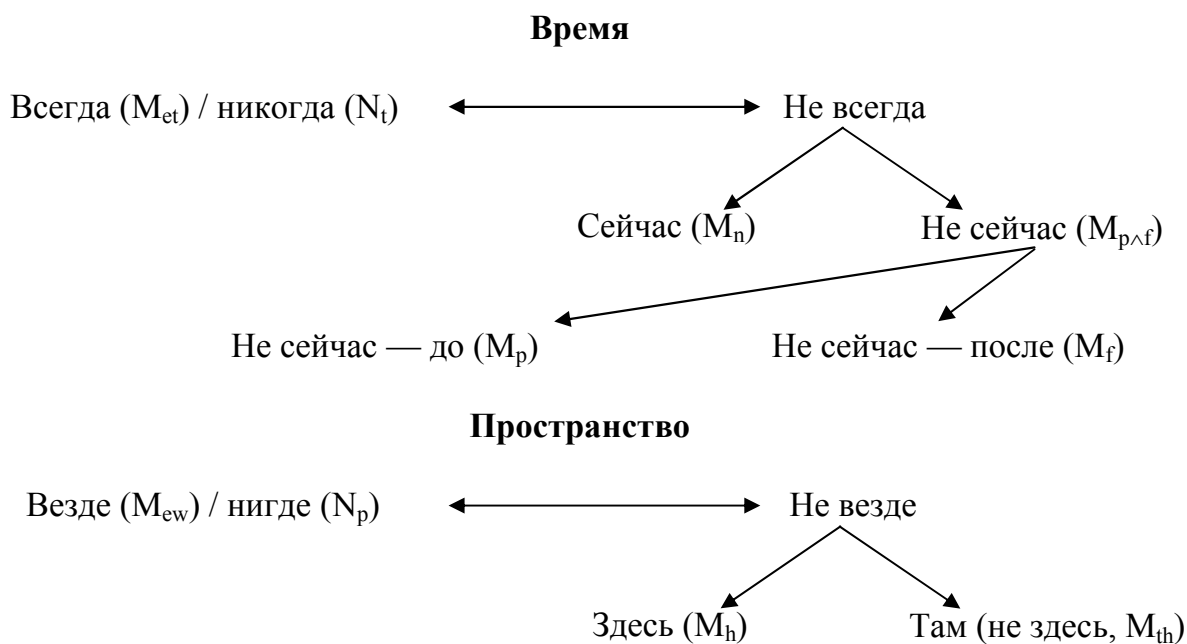 Время
Всегда (M_et) / никогда (N_t) Не всегда
Сейчас (M_n) Не сейчас (M_p∧f)
Не сейчас — до (M_p) Не сейчас — после (M_f)
Пространство
Везде (M_ew) / нигде (N_p) Не везде
Здесь (M_h) Там (не здесь, M_th)